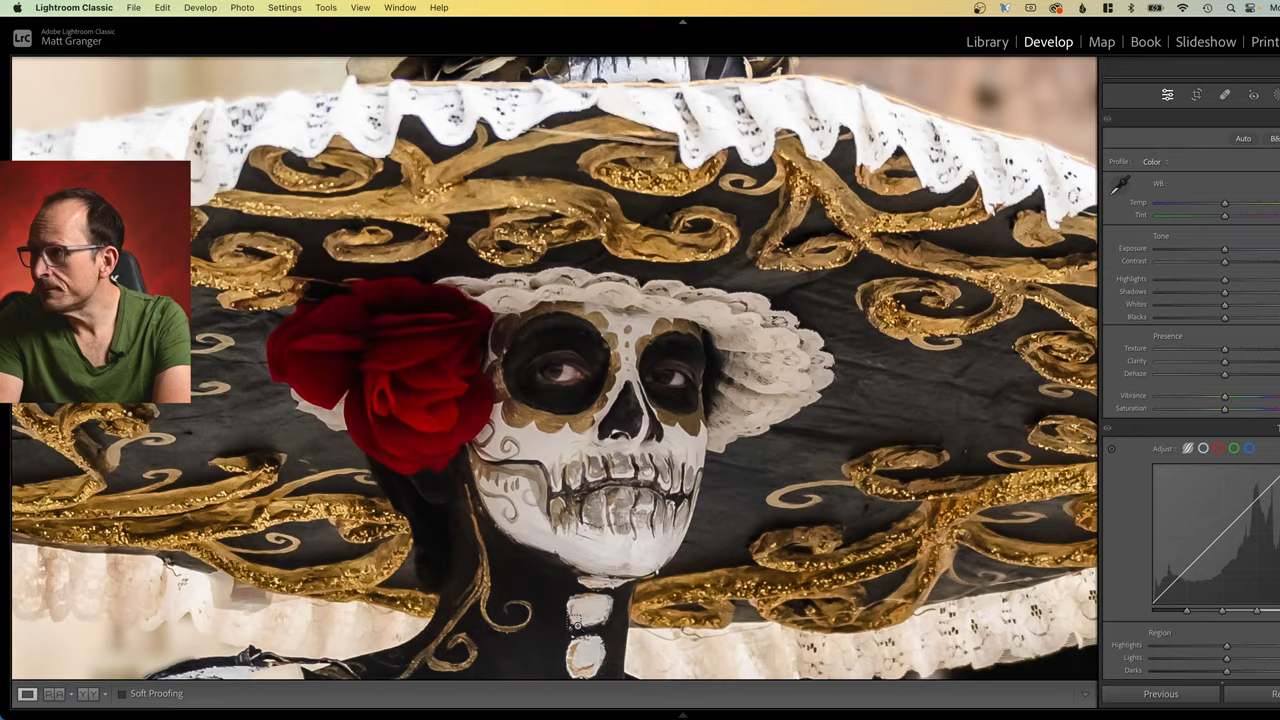 Lightroom Classic File Edit Develop Photo Settings Tools View Window Help
LrC Adobe Lightroom Classic
Matt Granger
Library | Develop | Map | Book | Slideshow | Print
Auto
Profile: Color
WB:
Temp
Tint
Tone
Exposure
Contrast
Highlights
Shadows
Whites
Blacks
Presence
Texture
Clarity
Dehaze
Vibrance
Saturation
Adjust:
Region
Highlights
Lights
Darks
Soft Proofing
Previous